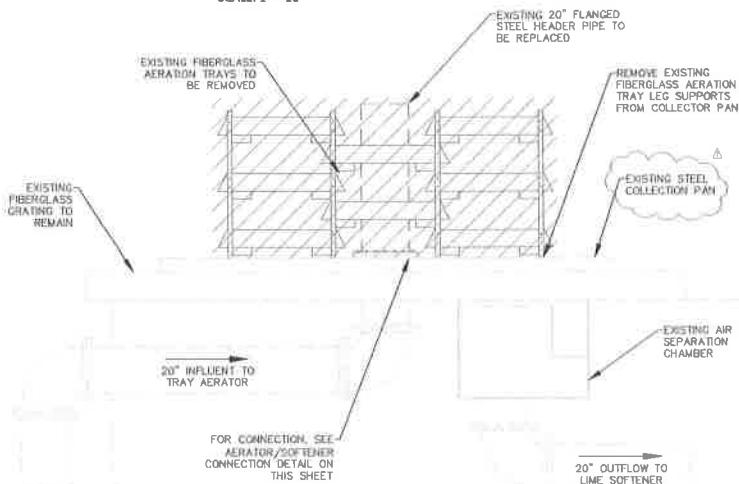 EXISTING 20" FLANGED
STEEL HEADER PIPE TO
BE REPLACED
EXISTING FIBERGLASS
AERATION TRAYS TO
BE REMOVED
REMOVE EXISTING
FIBERGLASS AERATION
TRAY LEG SUPPORTS
FROM COLLECTOR PAN
EXISTING STEEL
COLLECTION PAN
EXISTING
FIBERGLASS
GRATING TO
REMAIN
EXISTING AIR
SEPARATION
CHAMBER
20" INFLUENT TO
TRAY AERATOR
FOR CONNECTION, SEE
AERATOR/SOFTENER
CONNECTION DETAIL ON
THIS SHEET
20" OUTFLOW TO
LIME SOFTENER